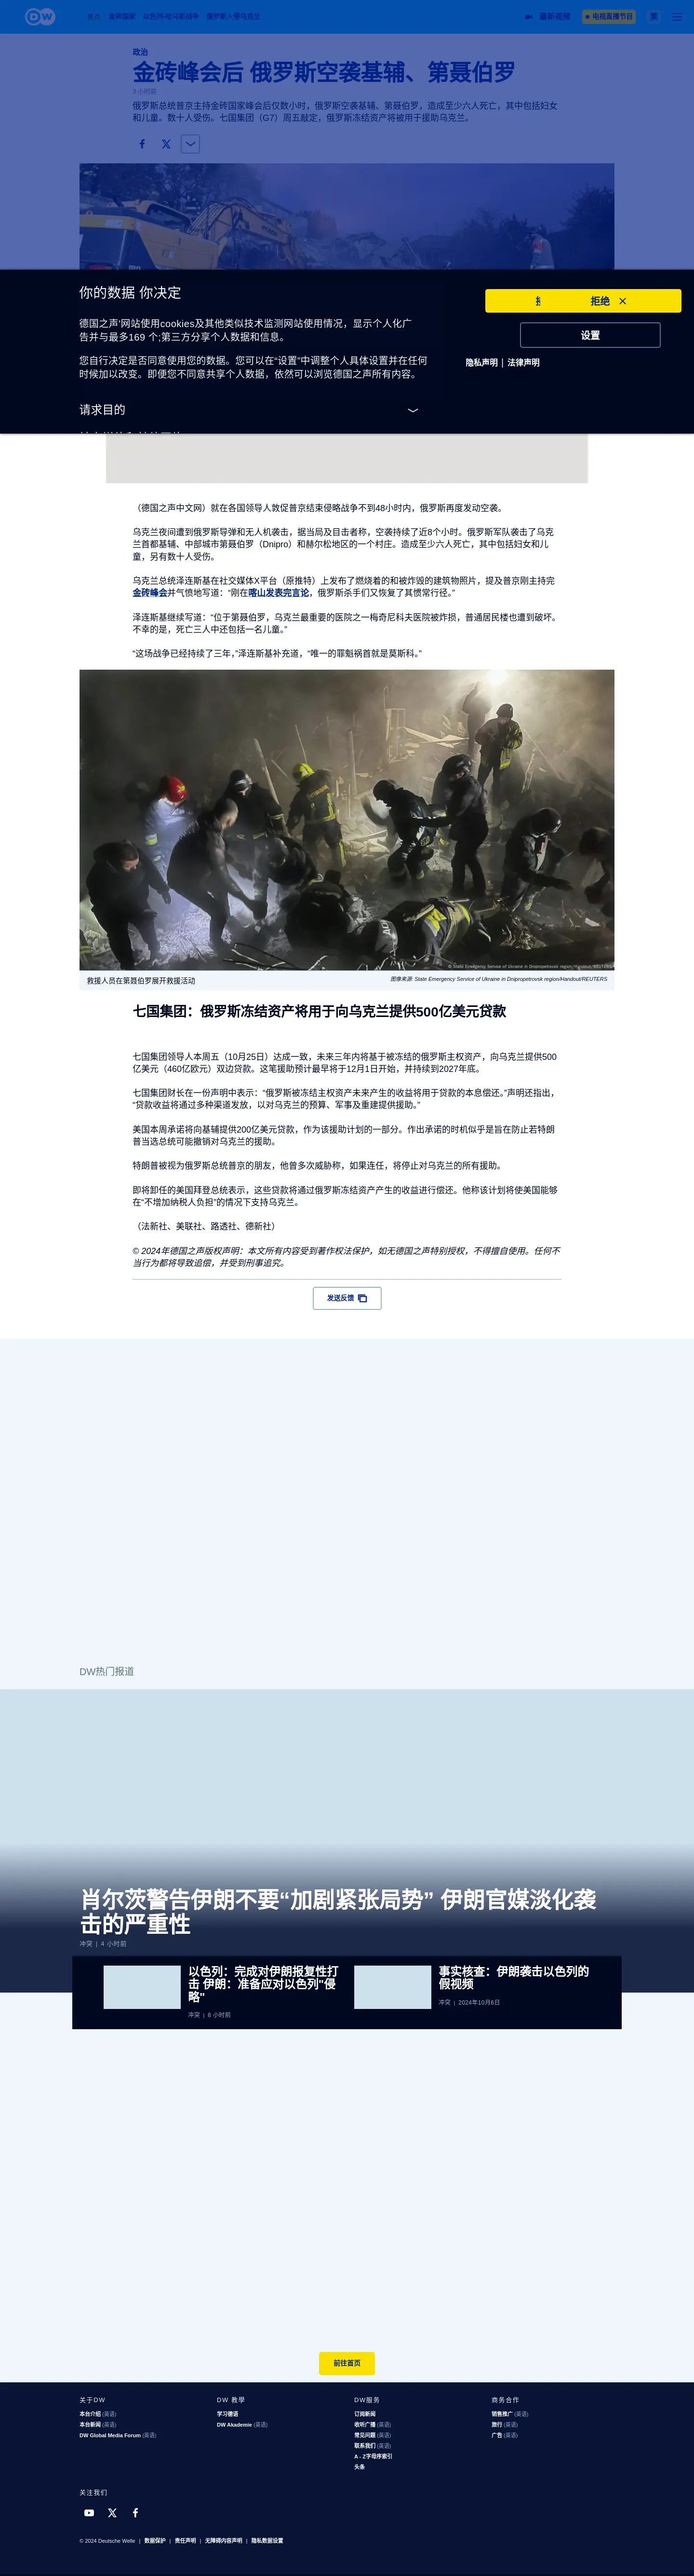 DW
焦点 金砖国家 以色列-哈马斯战争 俄罗斯入侵乌克兰
最新视频
电视直播节目
繁
政治
金砖峰会后 俄罗斯空袭基辅、第聂伯罗
3 小时前
俄罗斯总统普京主持金砖国家峰会后仅数小时，俄罗斯空袭基辅、第聂伯罗，造成至少六人死亡，其中包括妇女
和儿童。数十人受伤。七国集团（G7）周五敲定，俄罗斯冻结资产将被用于援助乌克兰。
你的数据 你决定
德国之声'网站使用cookies及其他类似技术监测网站使用情况，显示个人化广
告并与最多169 个;第三方分享个人数据和信息。
您自行决定是否同意使用您的数据。您可以在“设置”中调整个人具体设置并在任何
时候加以改变。即便您不同意共享个人数据，依然可以浏览德国之声所有内容。
请求目的
拒绝
设置
隐私声明 | 法律声明
（德国之声中文网）就在各国领导人敦促普京结束侵略战争不到48小时内，俄罗斯再度发动空袭。
乌克兰夜间遭到俄罗斯导弹和无人机袭击，据当局及目击者称，空袭持续了近8个小时。俄罗斯军队袭击了乌克
兰首都基辅、中部城市第聂伯罗（Dnipro）和赫尔松地区的一个村庄。造成至少六人死亡，其中包括妇女和儿
童，另有数十人受伤。
乌克兰总统泽连斯基在社交媒体X平台（原推特）上发布了燃烧着的和被炸毁的建筑物照片，提及普京刚主持完
金砖峰会并气愤地写道：“刚在喀山发表完言论，俄罗斯杀手们又恢复了其惯常行径。”
泽连斯基继续写道：“位于第聂伯罗，乌克兰最重要的医院之一梅奇尼科夫医院被炸损，普通居民楼也遭到破坏。
不幸的是，死亡三人中还包括一名儿童。”
“这场战争已经持续了三年，”泽连斯基补充道，“唯一的罪魁祸首就是莫斯科。”
© State Emergency Service of Ukraine in Dnipropetrovsk region/Handout/REUTERS
救援人员在第聂伯罗展开救援活动
图像来源: State Emergency Service of Ukraine in Dnipropetrovsk region/Handout/REUTERS
七国集团：俄罗斯冻结资产将用于向乌克兰提供500亿美元贷款
七国集团领导人本周五（10月25日）达成一致，未来三年内将基于被冻结的俄罗斯主权资产，向乌克兰提供500
亿美元（460亿欧元）双边贷款。这笔援助预计最早将于12月1日开始，并持续到2027年底。
七国集团财长在一份声明中表示：“俄罗斯被冻结主权资产未来产生的收益将用于贷款的本息偿还。”声明还指出，
“贷款收益将通过多种渠道发放，以对乌克兰的预算、军事及重建提供援助。”
美国本周承诺将向基辅提供200亿美元贷款，作为该援助计划的一部分。作出承诺的时机似乎是旨在防止若特朗
普当选总统可能撤销对乌克兰的援助。
特朗普被视为俄罗斯总统普京的朋友，他曾多次威胁称，如果连任，将停止对乌克兰的所有援助。
即将卸任的美国拜登总统表示，这些贷款将通过俄罗斯冻结资产产生的收益进行偿还。他称该计划将使美国能够
在“不增加纳税人负担”的情况下支持乌克兰。
（法新社、美联社、路透社、德新社）
© 2024年德国之声版权声明：本文所有内容受到著作权法保护，如无德国之声特别授权，不得擅自使用。任何不
当行为都将导致追偿，并受到刑事追究。
发送反馈
DW热门报道
肖尔茨警告伊朗不要“加剧紧张局势” 伊朗官媒淡化袭
击的严重性
冲突 | 4 小时前
以色列：完成对伊朗报复性打
击 伊朗：准备应对以色列"侵
略"
冲突 | 8 小时前
事实核查：伊朗袭击以色列的
假视频
冲突 | 2024年10月6日
前往首页
关于DW
本台介绍 (英语)
本台新闻 (英语)
DW Global Media Forum (英语)
DW 教學
学习德语
DW Akademie (英语)
DW服务
订阅新闻
收听广播 (英语)
常见问题 (英语)
联系我们 (英语)
A - Z字母序索引
头条
商务合作
销售推广 (英语)
旅行 (英语)
广告 (英语)
关注我们
© 2024 Deutsche Welle | 数据保护 | 责任声明 | 无障碍内容声明 | 隐私数据设置